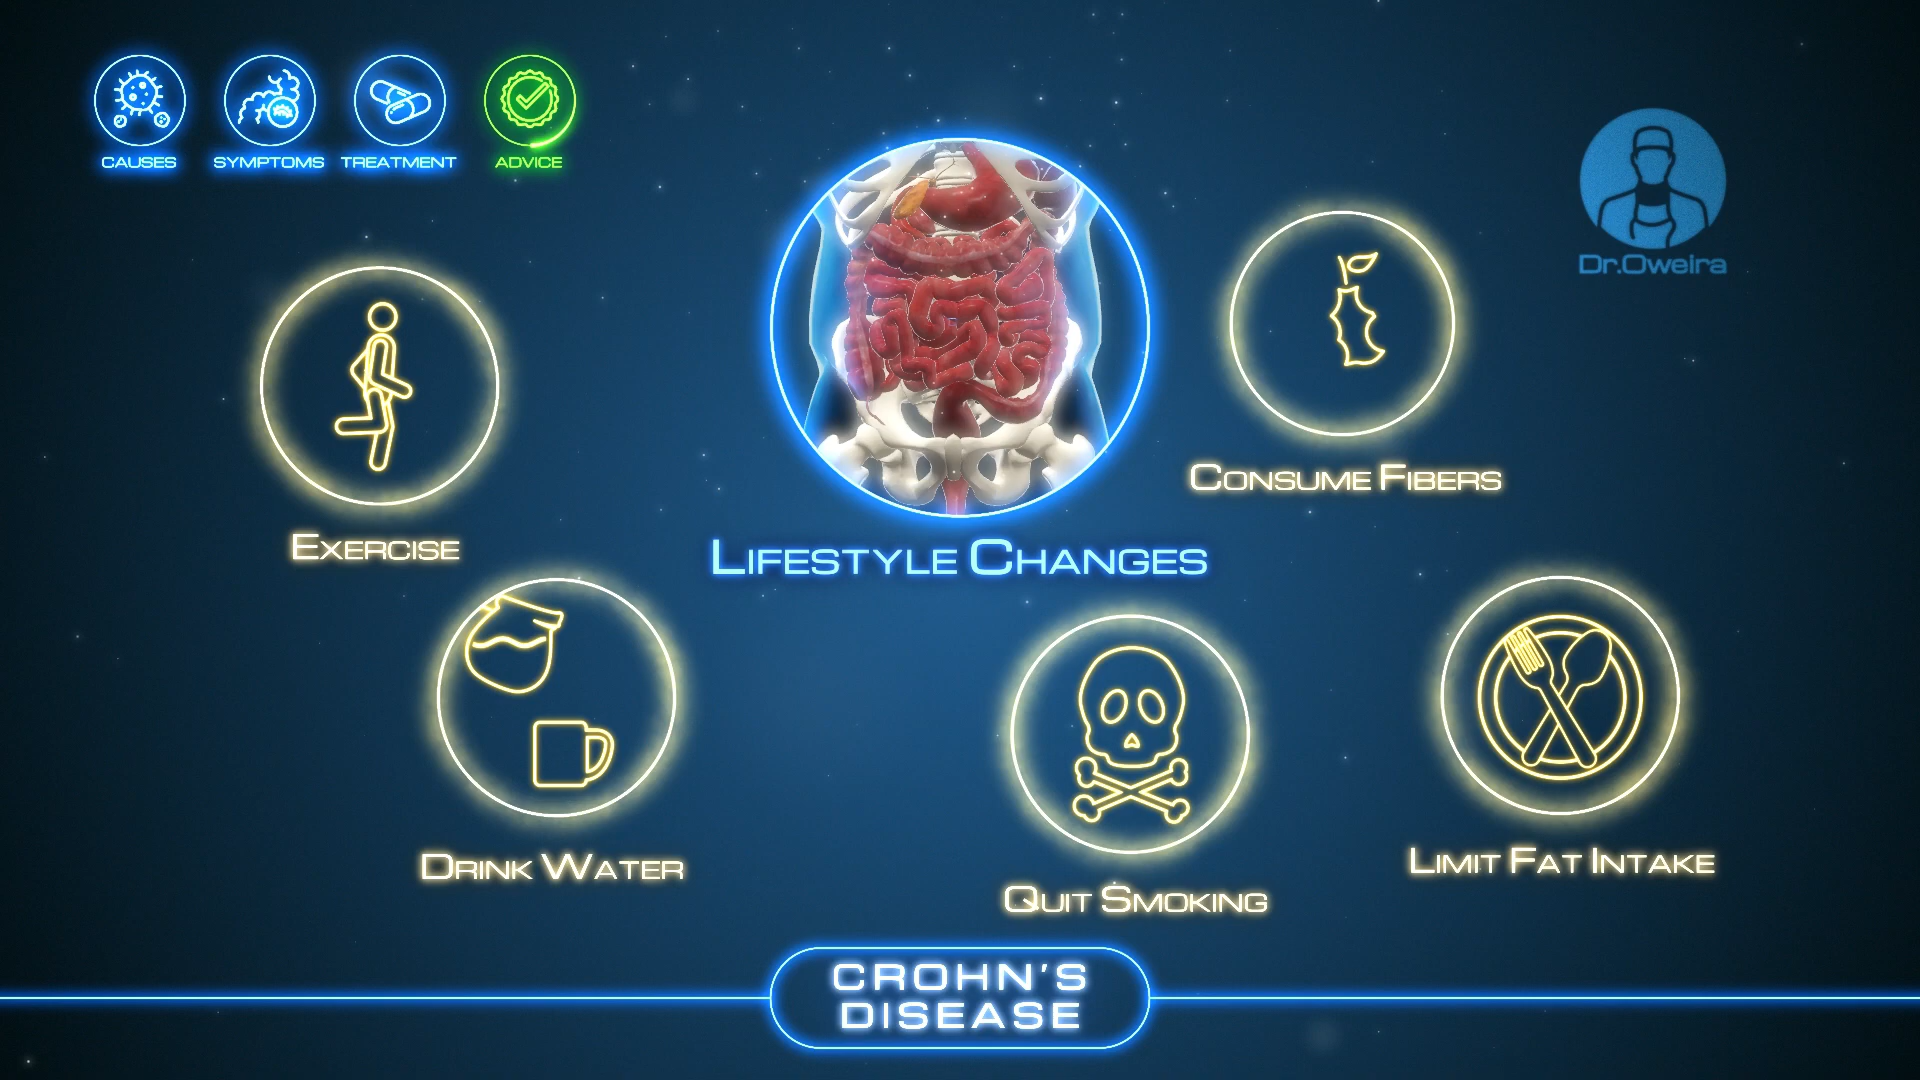 CAUSES
SYMPTOMS
TREATMENT
ADVICE
Dr.Oweira
CONSUME FIBERS
EXERCISE
LIFESTYLE CHANGES
DRINK WATER
LIMIT FAT INTAKE
QUIT SMOKING
CROHN'S
DISEASE